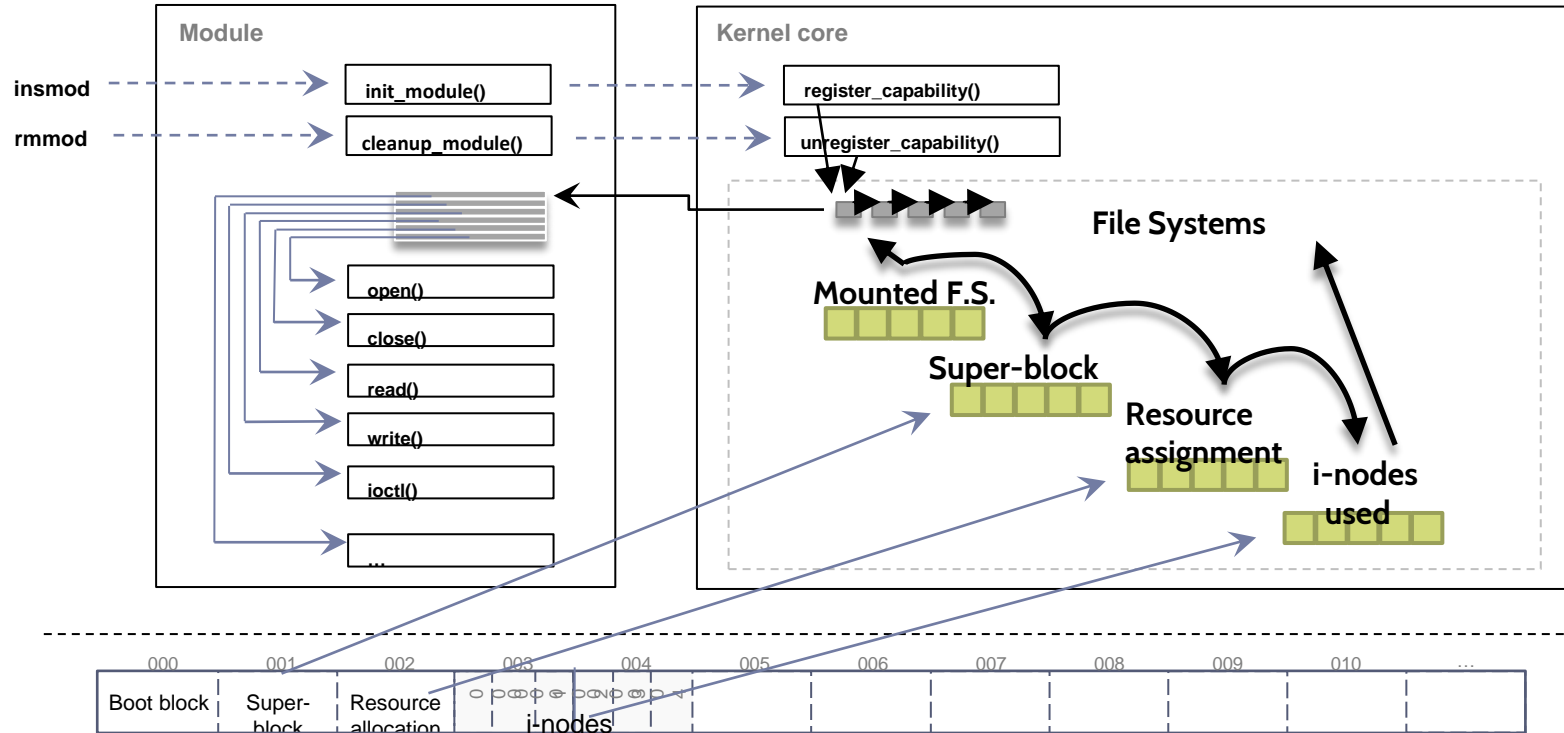 Module
Kernel core
insmod
init_module()
register_capability()
rmmod
cleanup_module()
unregister_capability()
File Systems
open()
close()
read()
write()
ioctl()
...
Mounted F.S.
Super-block
Resource
assignment
i-nodes
used
000 001 002 003 004 005 006 007 008 009 010 ...
Boot block
Super-
block
Resource
allocation
i-nodes